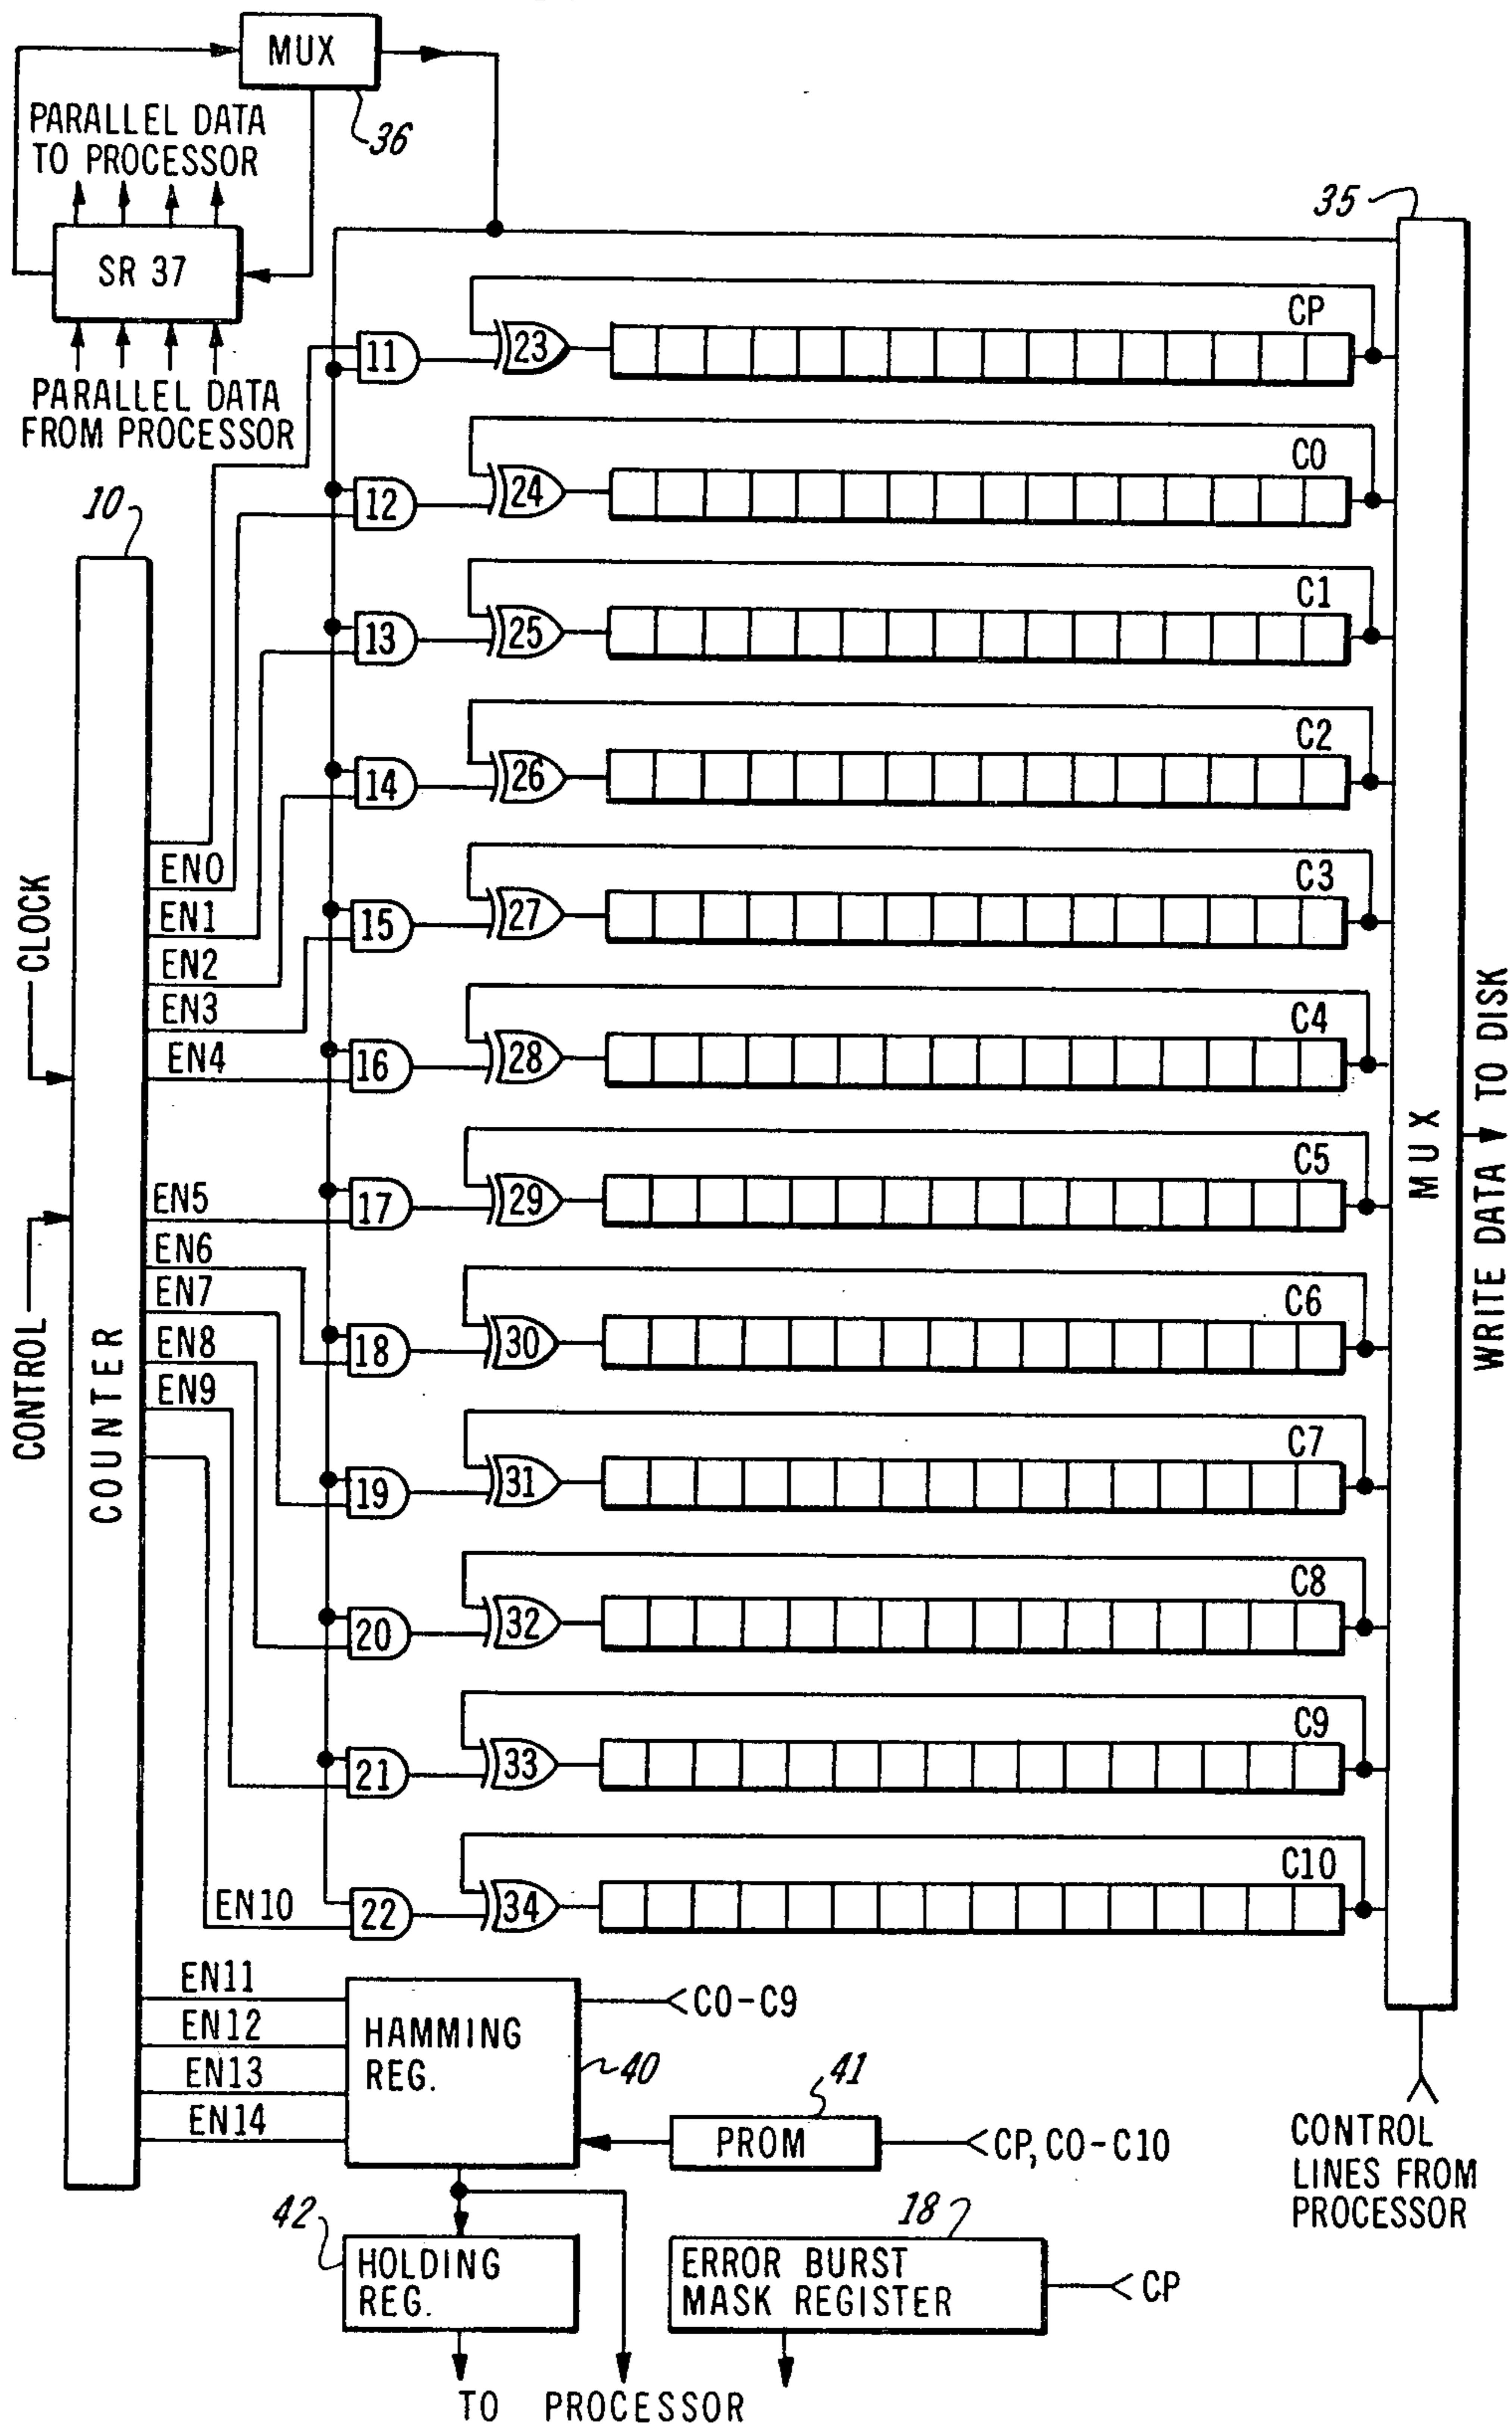 MUX
36
PARALLEL DATA
TO PROCESSOR
SR 37
PARALLEL DATA
FROM PROCESSOR
35
CP
11
23
C0
12
24
10
C1
13
25
C2
14
26
EN0
EN1
EN2
EN3
EN4
C3
15
27
CLOCK
C4
16
28
C5
17
29
EN5
EN6
EN7
EN8
EN9
CONTROL
COUNTER
MUX
WRITE DATA TO DISK
C6
18
30
C7
19
31
C8
20
32
C9
21
33
C10
EN10
22
34
EN11
EN12
EN13
EN14
HAMMING
REG.
40
C0-C9
41
PROM
CP, C0-C10
CONTROL
LINES FROM
PROCESSOR
42
HOLDING
REG.
18
ERROR BURST
MASK REGISTER
CP
TO PROCESSOR